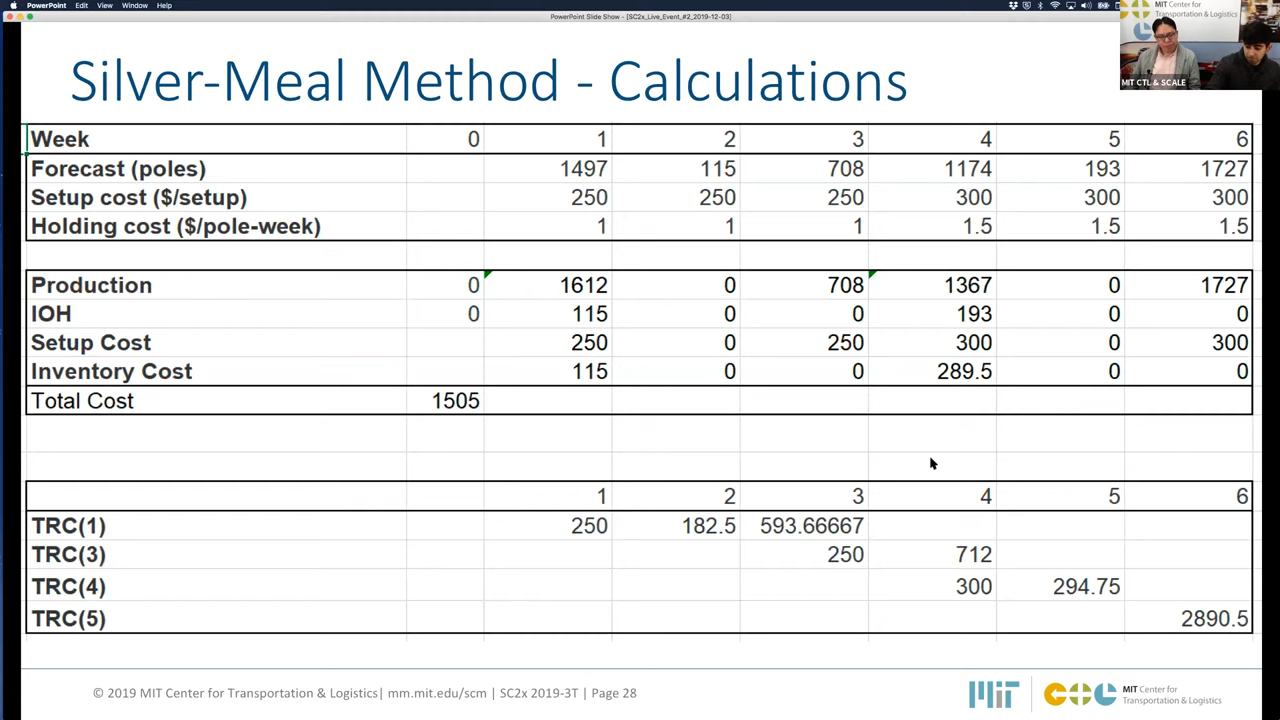 PowerPoint File Edit View Window Help
PowerPoint Slide Show - [SC2x_Live_Event_#2_2019-12-03]
MIT Center for
Transportation & Logistics
MIT CTL & SCALE
Silver-Meal Method - Calculations
Week 0 1 2 3 4 5 6
Forecast (poles) 1497 115 708 1174 193 1727
Setup cost ($/setup) 250 250 250 300 300 300
Holding cost ($/pole-week) 1 1 1 1.5 1.5 1.5
Production 0 1612 0 708 1367 0 1727
IOH 0 115 0 0 193 0 0
Setup Cost 250 0 250 300 0 300
Inventory Cost 115 0 0 289.5 0 0
Total Cost 1505
1 2 3 4 5 6
TRC(1) 250 182.5 593.66667
TRC(3) 250 712
TRC(4) 300 294.75
TRC(5) 2890.5
© 2019 MIT Center for Transportation & Logistics| mm.mit.edu/scm | SC2x 2019-3T | Page 28
MIT
CTL
MIT Center for
Transportation & Logistics